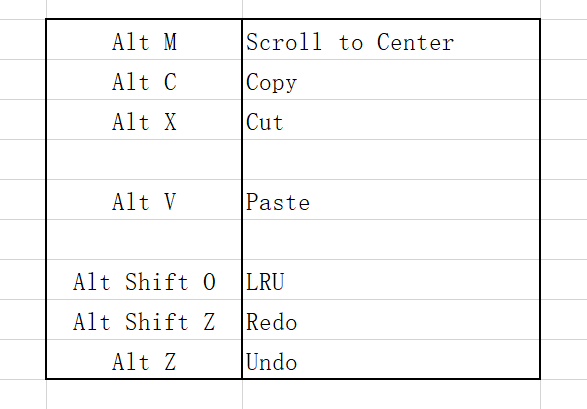 Alt M Scroll to Center
Alt C Copy
Alt X Cut
Alt V Paste
Alt Shift O LRU
Alt Shift Z Redo
Alt Z Undo